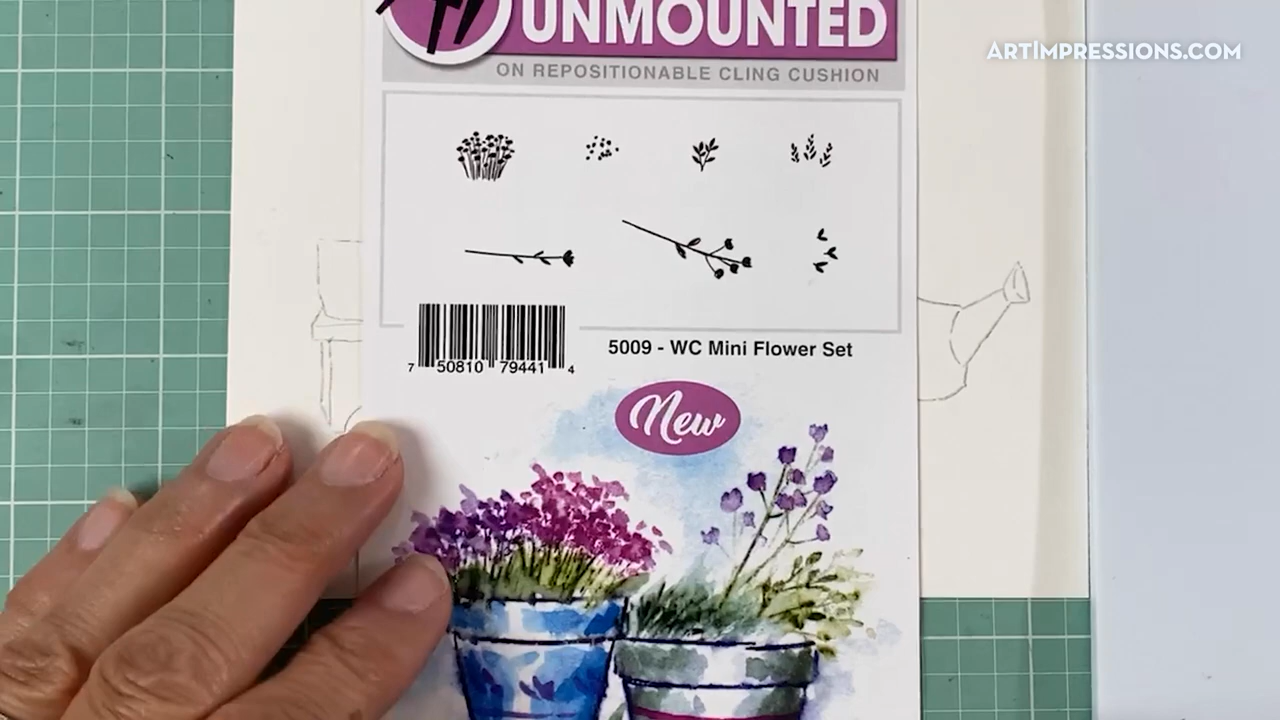 UNMOUNTED
ARTIMPRESSIONS.COM
ON REPOSITIONABLE CLING CUSHION
7 50810 79441 4
5009 - WC Mini Flower Set
New